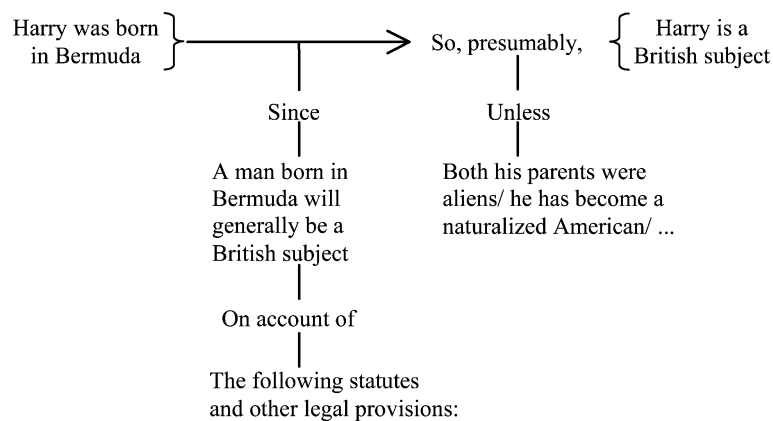 Harry was born
in Bermuda
So, presumably,
Harry is a
British subject
Since
Unless
A man born in
Bermuda will
generally be a
British subject
Both his parents were
aliens/ he has become a
naturalized American/ ...
On account of
The following statutes
and other legal provisions: